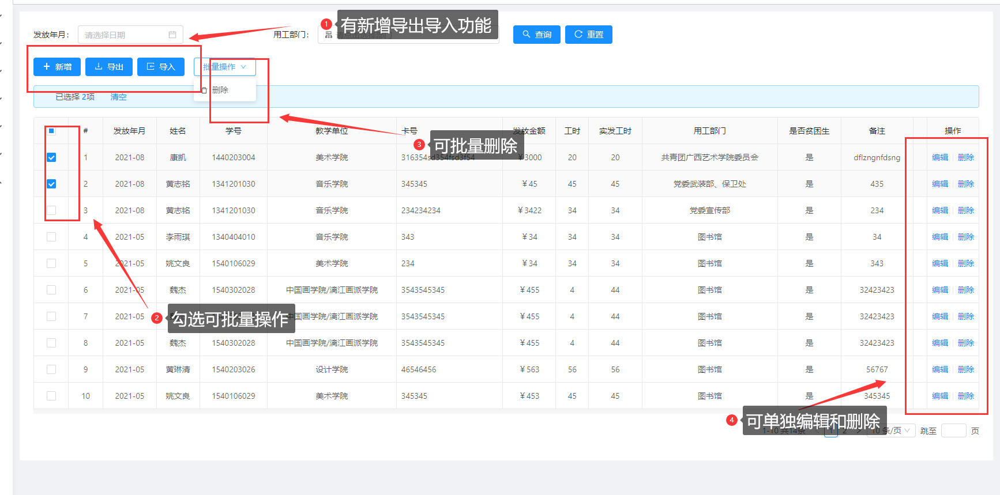 发放年月：
请选择日期
用工部门：
1
有新增导出导入功能
查询
重置
新增
导出
导入
批量操作
删除
已选择 2项 清空
# 发放年月 姓名 学号 教学单位 卡号 发放金额 工时 实发工时 用工部门 是否贫困生 备注 操作
3
可批量删除
1 2021-08 康凯 1440203004 美术学院 316354sd354fsd3f54 ￥3000 20 20 共青团广西艺术学院委员会 是 dflzngnfdsng 编辑 删除
2 2021-08 黄志铭 1341201030 音乐学院 345345 ￥45 45 45 党委武装部、保卫处 是 435 编辑 删除
3 2021-08 黄志铭 1341201030 音乐学院 234234234 ￥3422 34 34 党委宣传部 是 234 编辑 删除
4 2021-05 李雨琪 1340404010 音乐学院 343 ￥34 34 34 图书馆 是 34 编辑 删除
5 2021-05 姚文良 1540106029 美术学院 234 ￥34 34 34 图书馆 是 343 编辑 删除
6 2021-05 魏杰 1540302028 中国画学院/漓江画派学院 3543545345 ￥455 4 44 图书馆 是 32423423 编辑 删除
7 2021-05 中国画学院/漓江画派学院 3543545345 ￥455 4 44 图书馆 是 32423423 编辑 删除
2
勾选可批量操作
8 2021-05 魏杰 1540302028 中国画学院/漓江画派学院 3543545345 ￥455 4 44 图书馆 是 32423423 编辑 删除
9 2021-05 黄琳清 1540203026 设计学院 46546456 ￥563 56 56 图书馆 是 56767 编辑 删除
10 2021-05 姚文良 1540106029 美术学院 345345 ￥453 45 45 图书馆 是 345345 编辑 删除
4
可单独编辑和删除
1-10 共14条 1 2 10 条/页 跳至 页